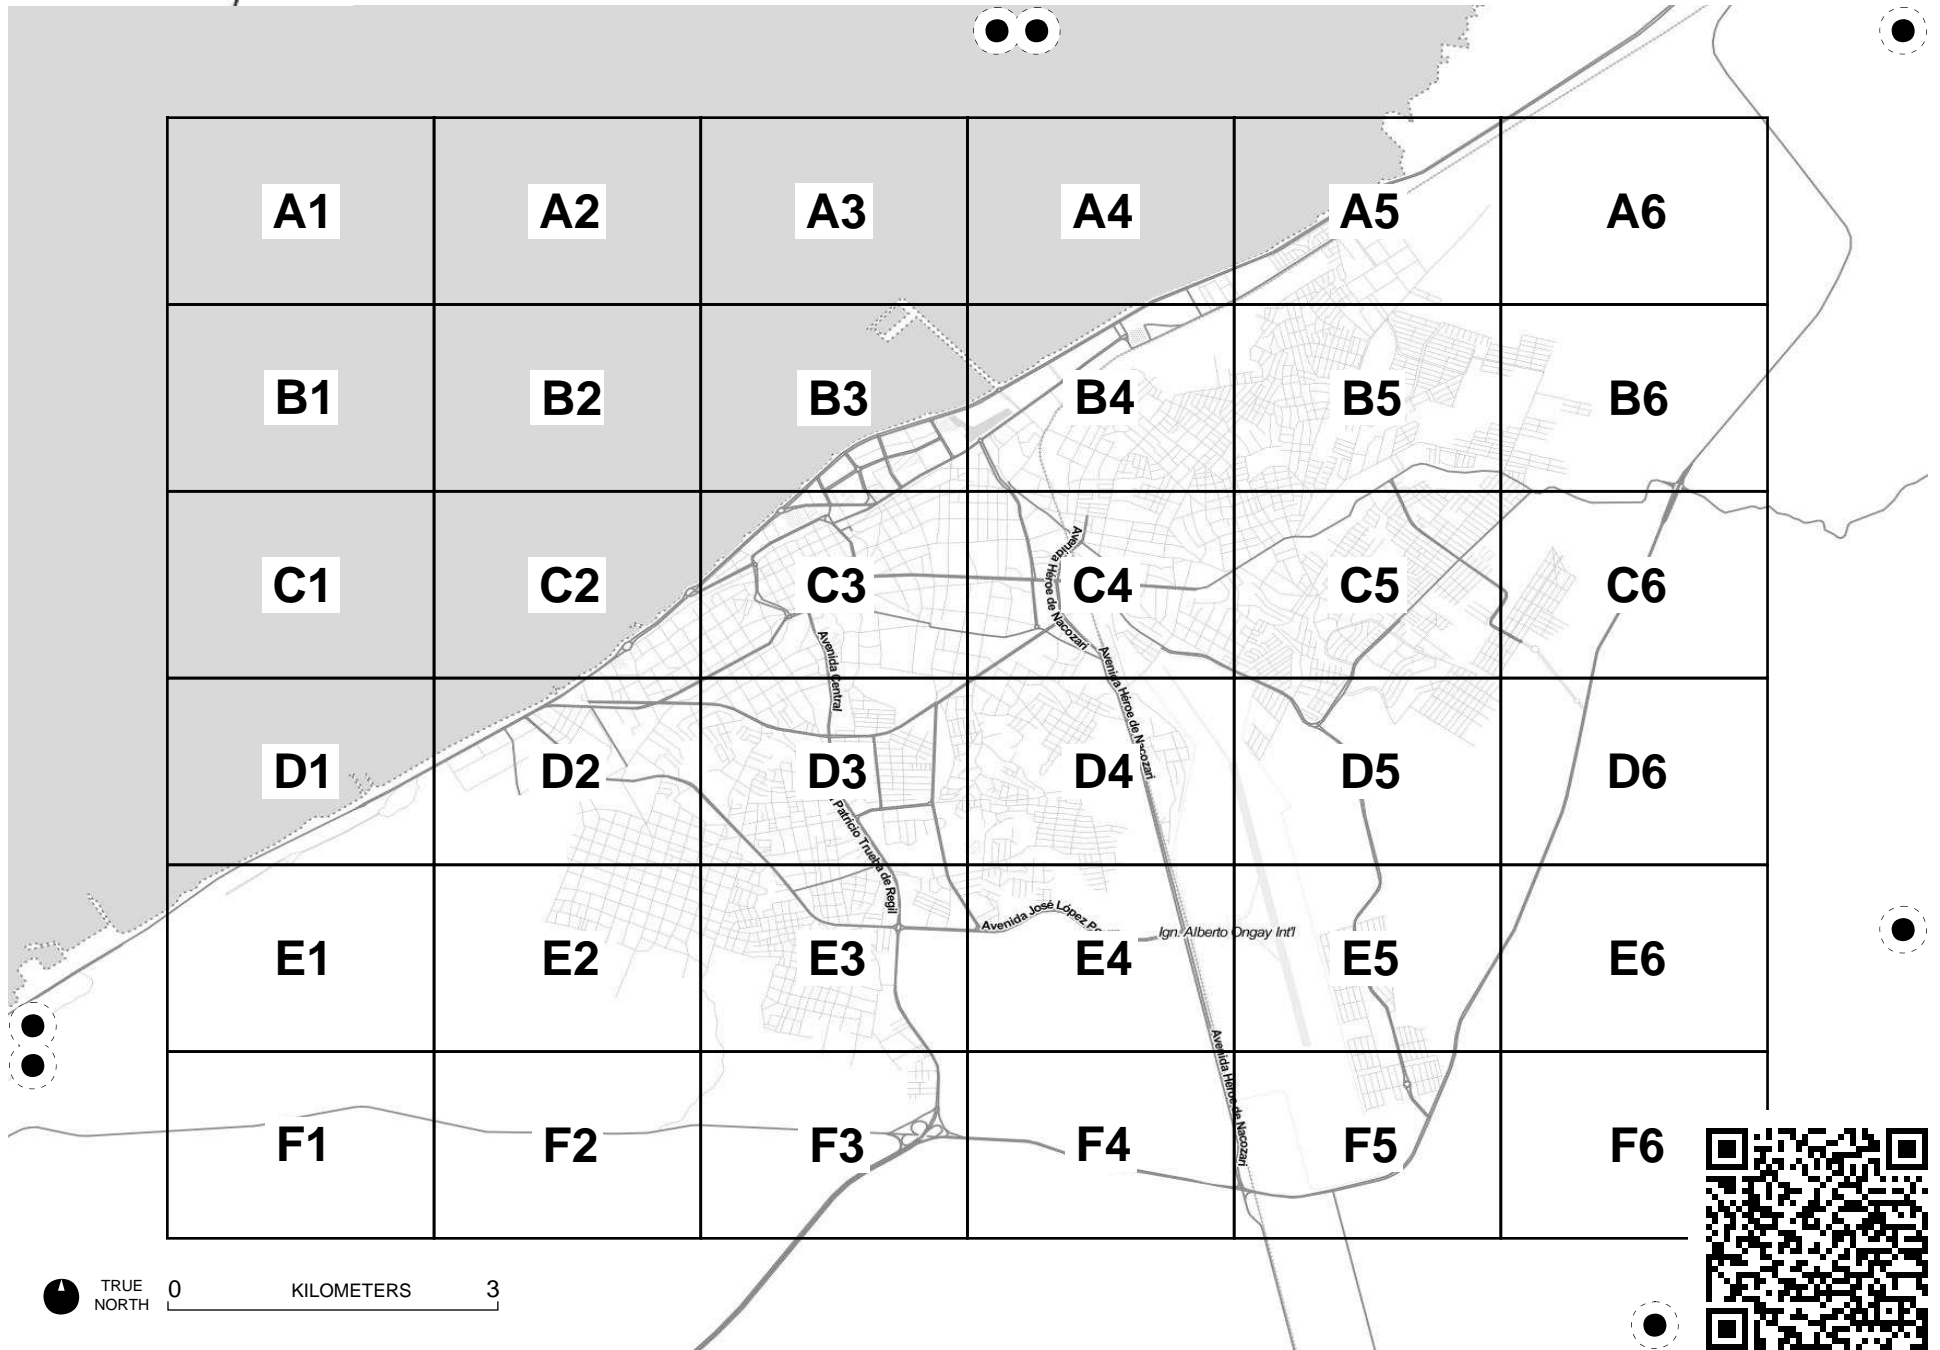 A1 A2 A3 A4 A5 A6
B1 B2 B3 B4 B5 B6
Avenida Héroe de Nacozari
C1 C2 C3 C4 C5 C6
Avenida Central
Avenida Héroe de Nacozari
D1 D2 D3 D4 D5 D6
Patricio Trueba de Regil
Avenida José López
Ign. Alberto Ongay Int'l
E1 E2 E3 E4 E5 E6
Avenida Héroe de Nacozari
F1 F2 F3 F4 F5 F6
TRUE NORTH
0 KILOMETERS 3